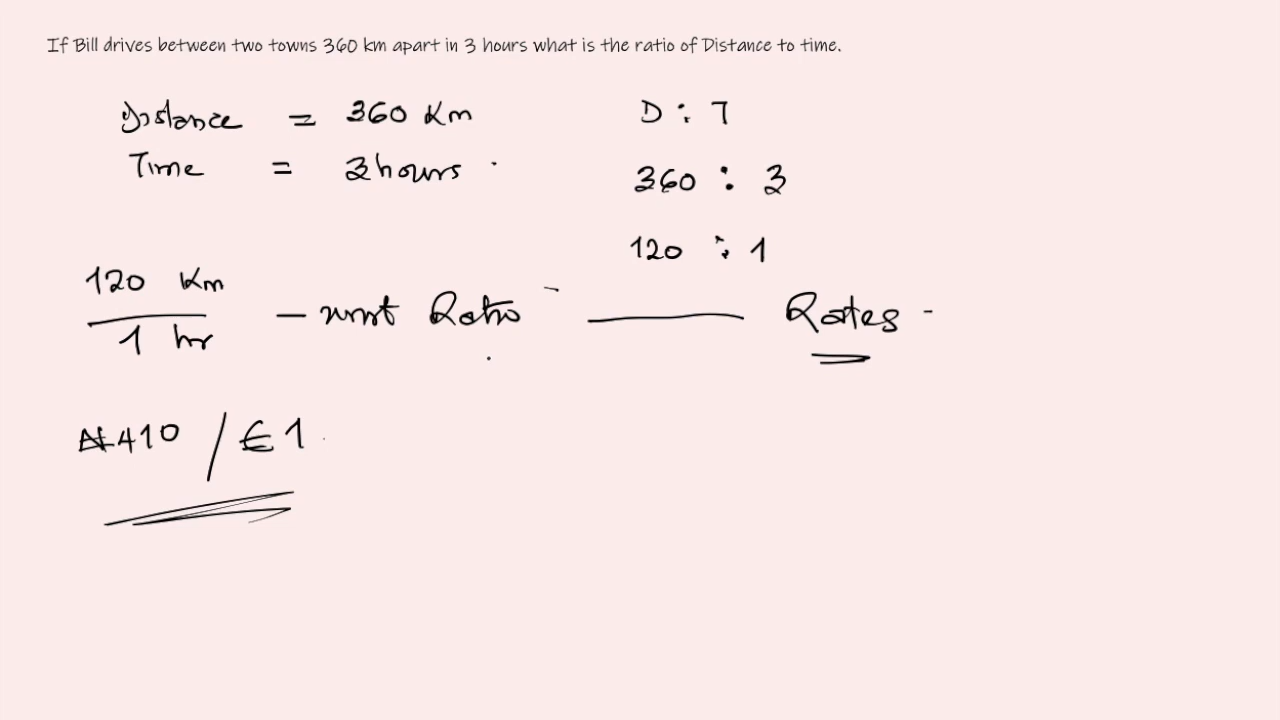 If Bill drives between two towns 360 km apart in 3 hours what is the ratio of Distance to time.
Distance = 360 Km
Time = 3 hours
D : T
360 : 3
120 : 1
120 Km
1 hr
— unit Ratio — Rates
₦410 / €1